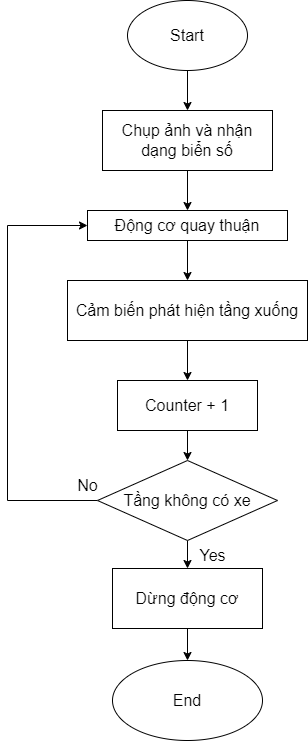 Start
Chụp ảnh và nhận
dạng biển số
Động cơ quay thuận
Cảm biến phát hiện tầng xuống
Counter + 1
No
Tầng không có xe
Yes
Dừng động cơ
End